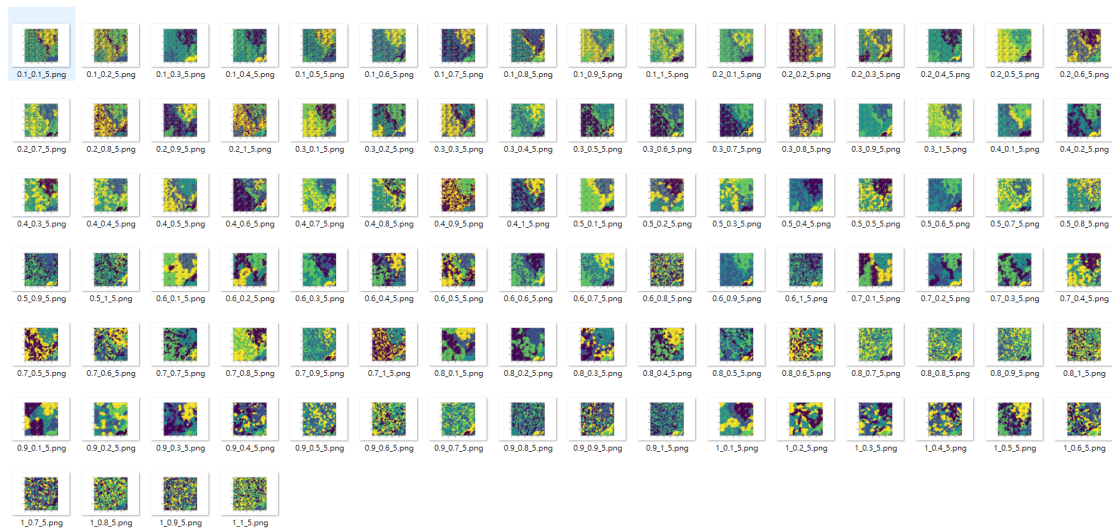 0.1_0.1_5.png 0.1_0.2_5.png 0.1_0.3_5.png 0.1_0.4_5.png 0.1_0.5_5.png 0.1_0.6_5.png 0.1_0.7_5.png 0.1_0.8_5.png 0.1_0.9_5.png 0.1_1_5.png 0.2_0.1_5.png 0.2_0.2_5.png 0.2_0.3_5.png 0.2_0.4_5.png 0.2_0.5_5.png 0.2_0.6_5.png
0.2_0.7_5.png 0.2_0.8_5.png 0.2_0.9_5.png 0.2_1_5.png 0.3_0.1_5.png 0.3_0.2_5.png 0.3_0.3_5.png 0.3_0.4_5.png 0.3_0.5_5.png 0.3_0.6_5.png 0.3_0.7_5.png 0.3_0.8_5.png 0.3_0.9_5.png 0.3_1_5.png 0.4_0.1_5.png 0.4_0.2_5.png
0.4_0.3_5.png 0.4_0.4_5.png 0.4_0.5_5.png 0.4_0.6_5.png 0.4_0.7_5.png 0.4_0.8_5.png 0.4_0.9_5.png 0.4_1_5.png 0.5_0.1_5.png 0.5_0.2_5.png 0.5_0.3_5.png 0.5_0.4_5.png 0.5_0.5_5.png 0.5_0.6_5.png 0.5_0.7_5.png 0.5_0.8_5.png
0.5_0.9_5.png 0.5_1_5.png 0.6_0.1_5.png 0.6_0.2_5.png 0.6_0.3_5.png 0.6_0.4_5.png 0.6_0.5_5.png 0.6_0.6_5.png 0.6_0.7_5.png 0.6_0.8_5.png 0.6_0.9_5.png 0.6_1_5.png 0.7_0.1_5.png 0.7_0.2_5.png 0.7_0.3_5.png 0.7_0.4_5.png
0.7_0.5_5.png 0.7_0.6_5.png 0.7_0.7_5.png 0.7_0.8_5.png 0.7_0.9_5.png 0.7_1_5.png 0.8_0.1_5.png 0.8_0.2_5.png 0.8_0.3_5.png 0.8_0.4_5.png 0.8_0.5_5.png 0.8_0.6_5.png 0.8_0.7_5.png 0.8_0.8_5.png 0.8_0.9_5.png 0.8_1_5.png
0.9_0.1_5.png 0.9_0.2_5.png 0.9_0.3_5.png 0.9_0.4_5.png 0.9_0.5_5.png 0.9_0.6_5.png 0.9_0.7_5.png 0.9_0.8_5.png 0.9_0.9_5.png 0.9_1_5.png 1_0.1_5.png 1_0.2_5.png 1_0.3_5.png 1_0.4_5.png 1_0.5_5.png 1_0.6_5.png
1_0.7_5.png 1_0.8_5.png 1_0.9_5.png 1_1_5.png